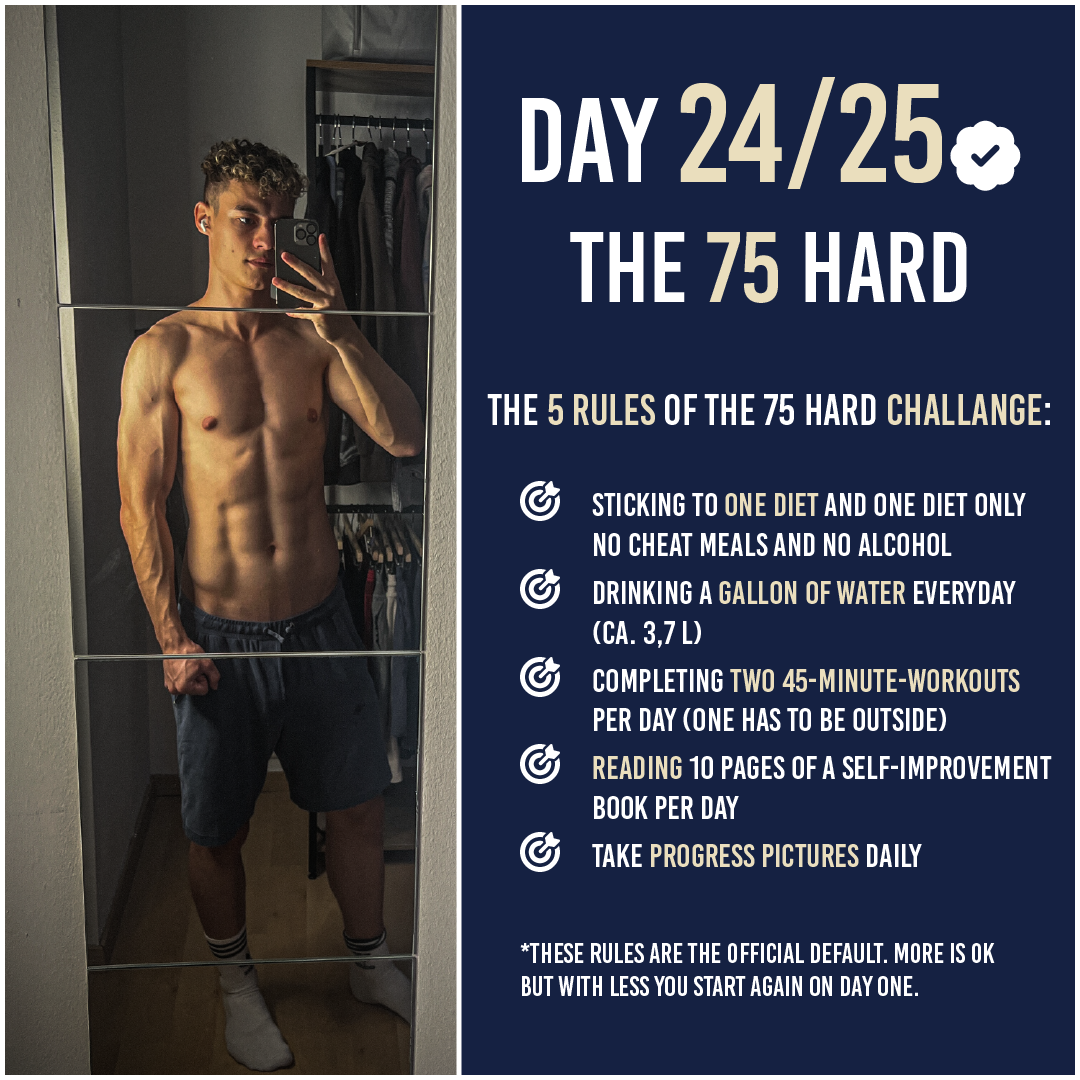 DAY 24/25
THE 75 HARD
THE 5 RULES OF THE 75 HARD CHALLANGE:
STICKING TO ONE DIET AND ONE DIET ONLY
NO CHEAT MEALS AND NO ALCOHOL
DRINKING A GALLON OF WATER EVERYDAY
(CA. 3,7 L)
COMPLETING TWO 45-MINUTE-WORKOUTS
PER DAY (ONE HAS TO BE OUTSIDE)
READING 10 PAGES OF A SELF-IMPROVEMENT
BOOK PER DAY
TAKE PROGRESS PICTURES DAILY
*THESE RULES ARE THE OFFICIAL DEFAULT. MORE IS OK
BUT WITH LESS YOU START AGAIN ON DAY ONE.